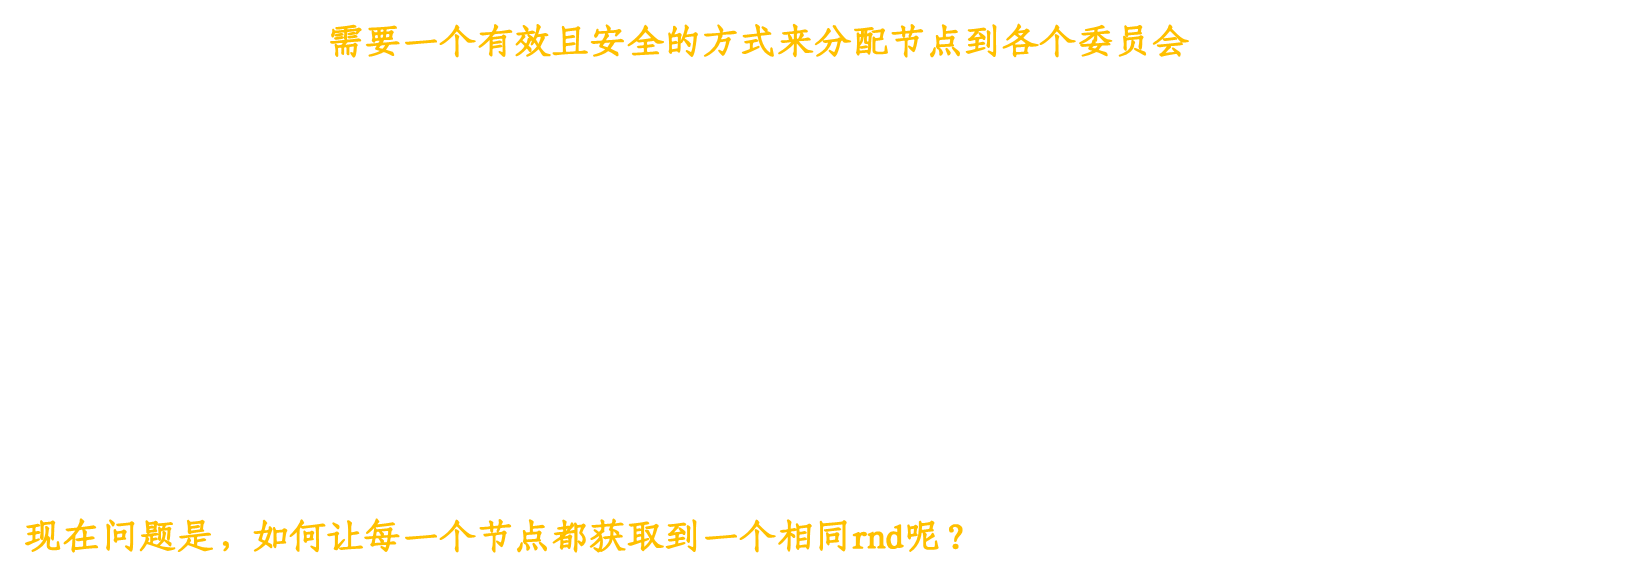 需要一个有效且安全的方式来分配节点到各个委员会
现在问题是，如何让每一个节点都获取到一个相同rnd呢？